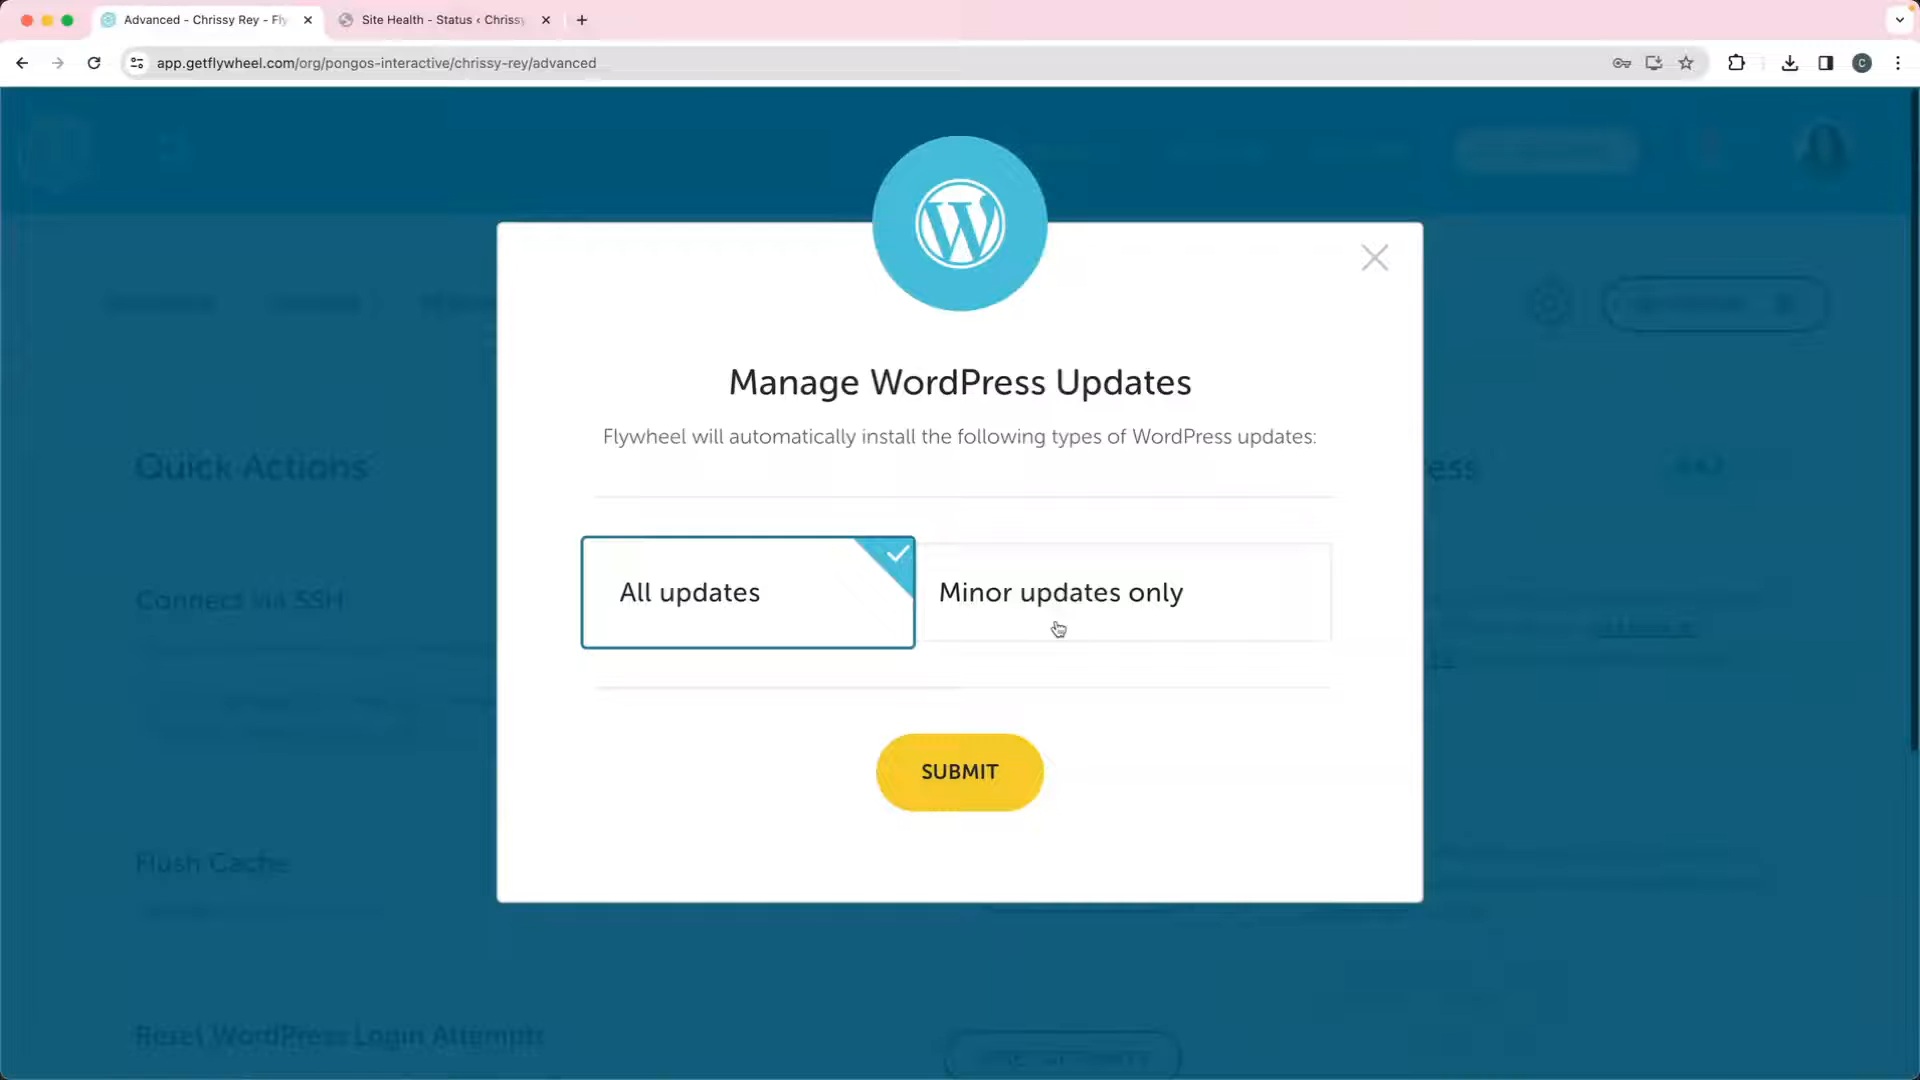 Advanced - Chrissy Rey - Fly
Site Health - Status ‹ Chrissy
app.getflywheel.com/org/pongos-interactive/chrissy-rey/advanced
C
Manage WordPress Updates
Flywheel will automatically install the following types of WordPress updates:
Quick Actions
ess
All updates
Minor updates only
Connect via SSH
SUBMIT
Flush Cache
Reset WordPress Login Attempts